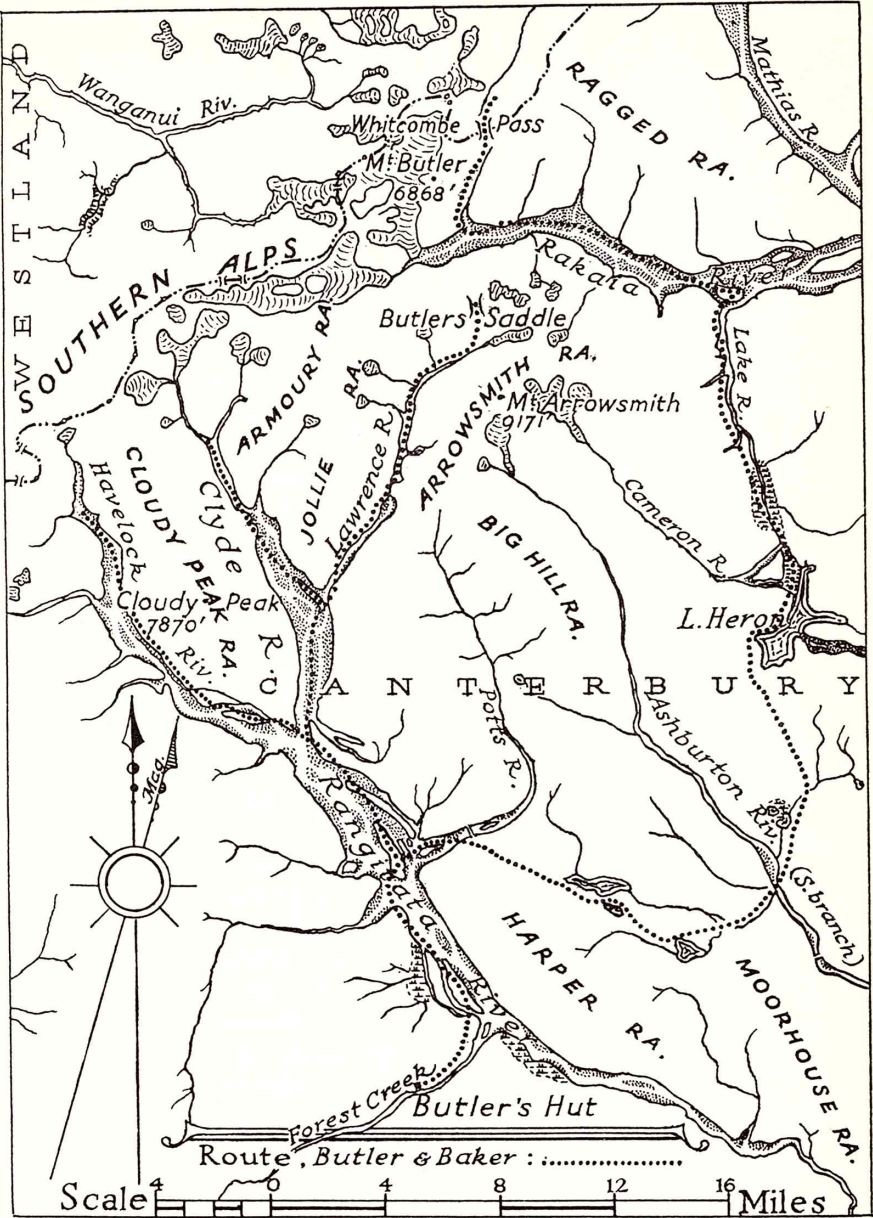 WESTLAND
Wanganui Riv.
Whitcombe Pass
Mt. Butler
6868'
RAGGED RA.
Mathias R.
SOUTHERN ALPS
Rakaia River
Butlers Saddle
ARMOURY RA.
JOLLIE RA.
ARROWSMITH RA.
Mt. Arrowsmith
9171'
Lake R.
Lawrence R.
CLOUDY PEAK RA.
Havelock Riv.
Clyde R.
Cloudy Peak
7870'
BIG HILL RA.
Cameron R.
L. Heron
CANTERBURY
Potts R.
Ashburton Riv.
(S. branch)
Mag.
Rangitata River
HARPER RA.
MOORHOUSE RA.
Forest Creek
Butler's Hut
Route, Butler & Baker:
Scale 4 0 4 8 12 16 Miles